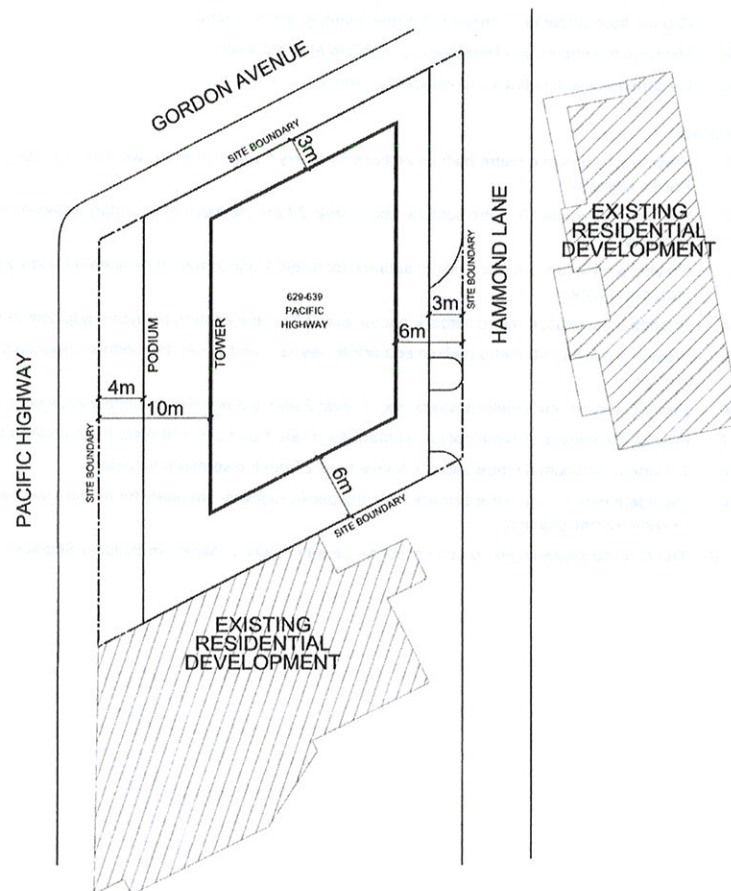 GORDON AVENUE
SITE BOUNDARY
3m
EXISTING
RESIDENTIAL
DEVELOPMENT
HAMMOND LANE
SITE BOUNDARY
629-639
PACIFIC
HIGHWAY
3m
6m
PODIUM
TOWER
4m
10m
PACIFIC HIGHWAY
SITE BOUNDARY
6m
SITE BOUNDARY
EXISTING
RESIDENTIAL
DEVELOPMENT